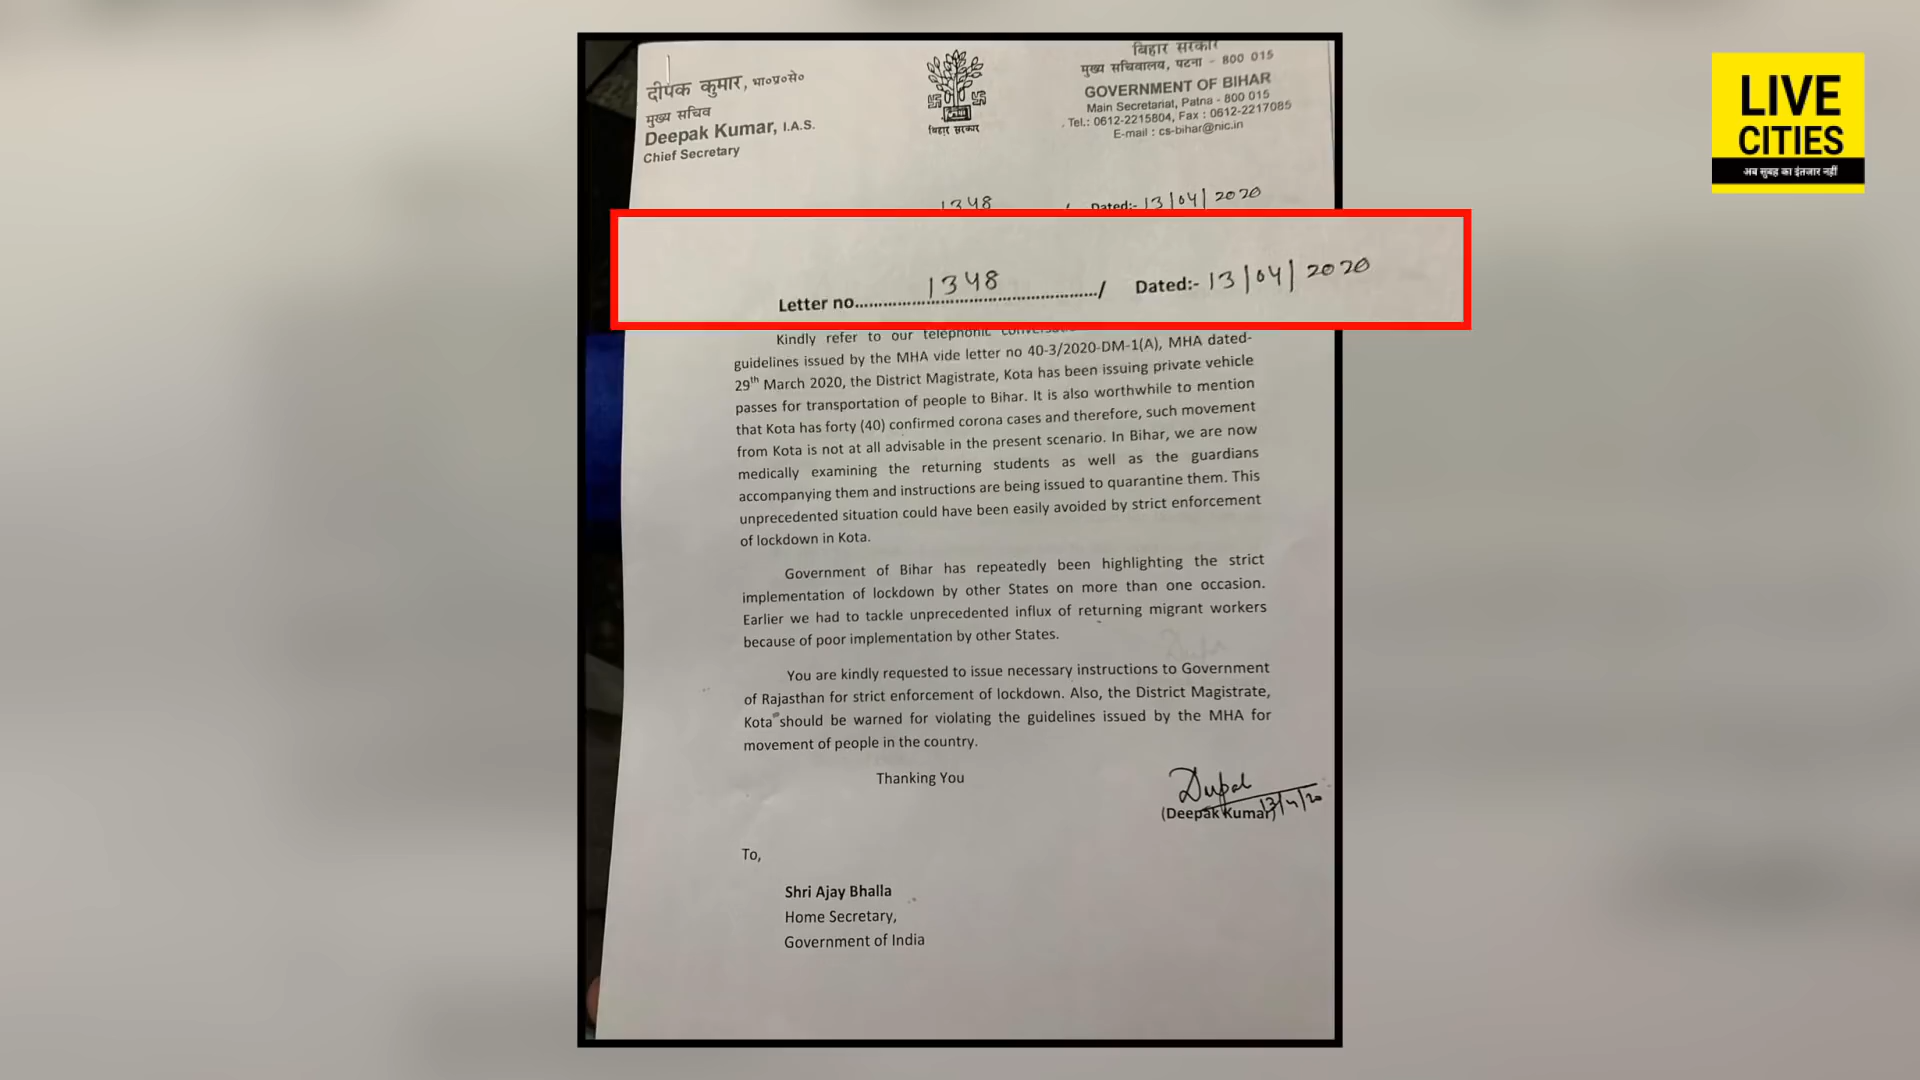 दीपक कुमार, भा०प्र०से०
मुख्य सचिव
Deepak Kumar, I.A.S.
Chief Secretary
बिहार सरकार
बिहार सरकार
मुख्य सचिवालय, पटना - 800 015
GOVERNMENT OF BIHAR
Main Secretariat, Patna - 800 015
Tel.: 0612-2215804, Fax : 0612-2217085
E-mail : cs-bihar@nic.in
LIVE
CITIES
अब सुबह का इंतजार नहीं
1348 / Dated:- 13/04/2020
Letter no. 1348 / Dated:- 13/04/2020
Kindly refer to our telephonic
guidelines issued by the MHA vide letter no 40-3/2020-DM-1(A), MHA dated-
29th March 2020, the District Magistrate, Kota has been issuing private vehicle
passes for transportation of people to Bihar. It is also worthwhile to mention
that Kota has forty (40) confirmed corona cases and therefore, such movement
from Kota is not at all advisable in the present scenario. In Bihar, we are now
medically examining the returning students as well as the guardians
accompanying them and instructions are being issued to quarantine them. This
unprecedented situation could have been easily avoided by strict enforcement
of lockdown in Kota.
Government of Bihar has repeatedly been highlighting the strict
implementation of lockdown by other States on more than one occasion.
Earlier we had to tackle unprecedented influx of returning migrant workers
because of poor implementation by other States.
You are kindly requested to issue necessary instructions to Government
of Rajasthan for strict enforcement of lockdown. Also, the District Magistrate,
Kota should be warned for violating the guidelines issued by the MHA for
movement of people in the country.
Thanking You
(Deepak Kumar) 13/4/20
To,
Shri Ajay Bhalla
Home Secretary,
Government of India